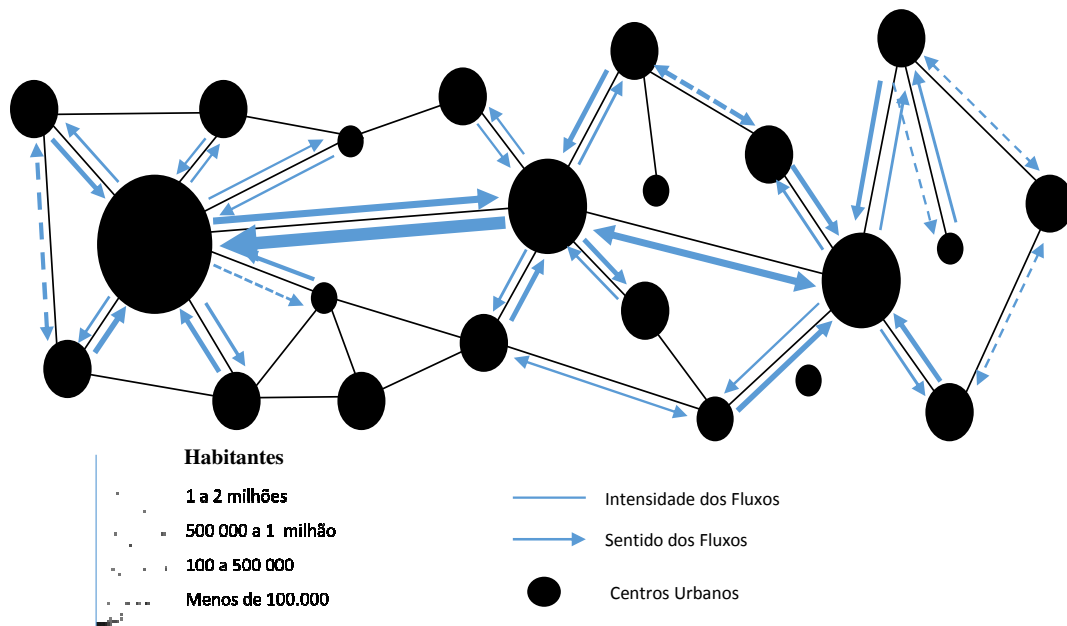 Habitantes
1 a 2 milhões
500 000 a 1 milhão
100 a 500 000
Menos de 100.000
Intensidade dos Fluxos
Sentido dos Fluxos
Centros Urbanos